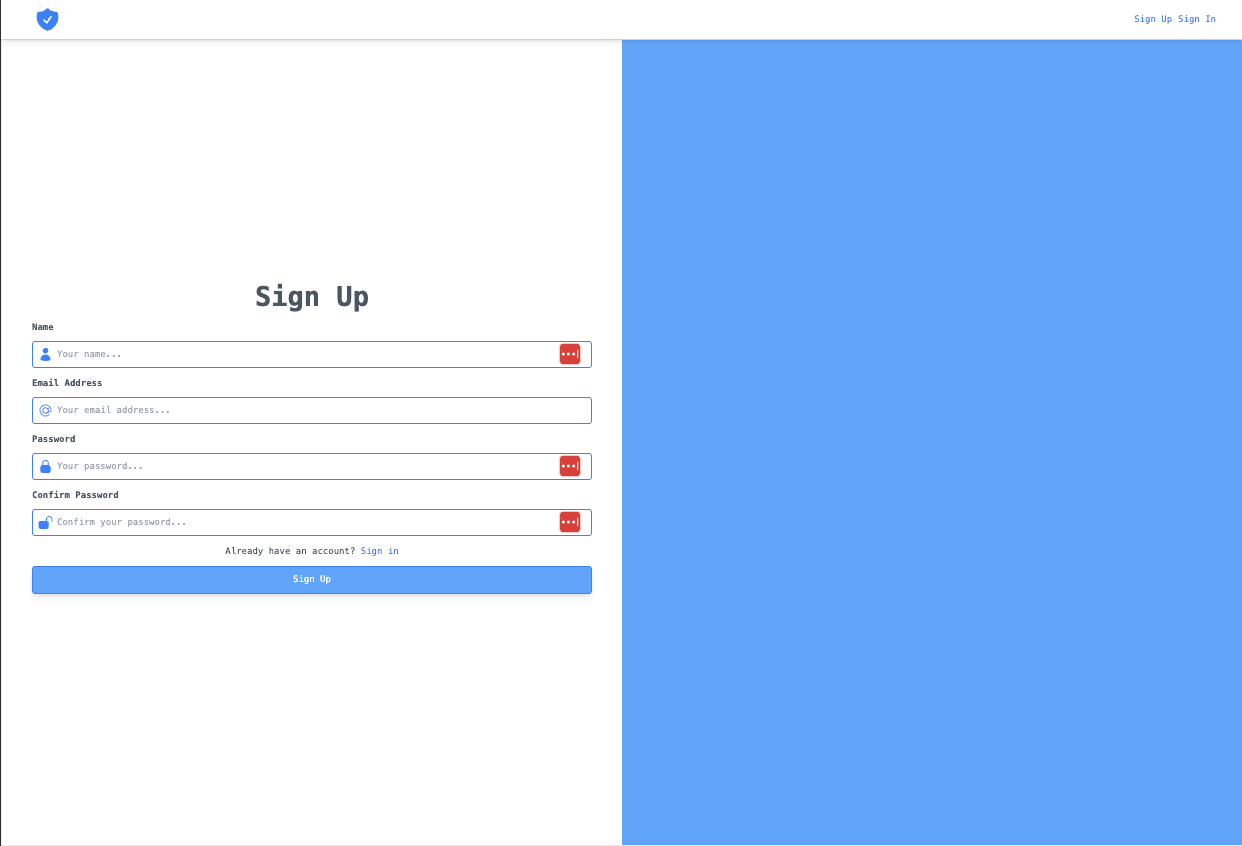 Sign Up Sign In
Sign Up
Name
Your name...
Email Address
Your email address...
Password
Your password...
Confirm Password
Confirm your password...
Already have an account? Sign in
Sign Up